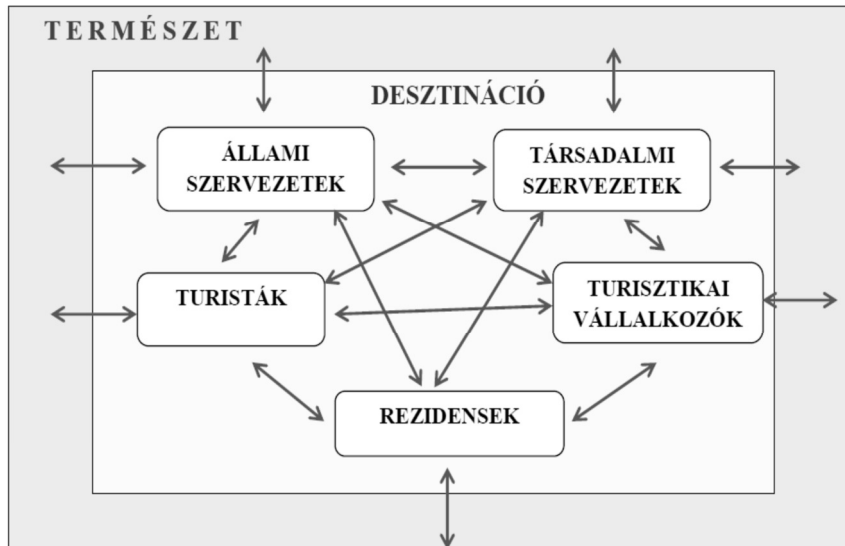 TERMÉSZET
DESZTINÁCIÓ
ÁLLAMI
SZERVEZETEK
TÁRSADALMI
SZERVEZETEK
TURISTÁK
TURISZTIKAI
VÁLLALKOZÓK
REZIDENSEK